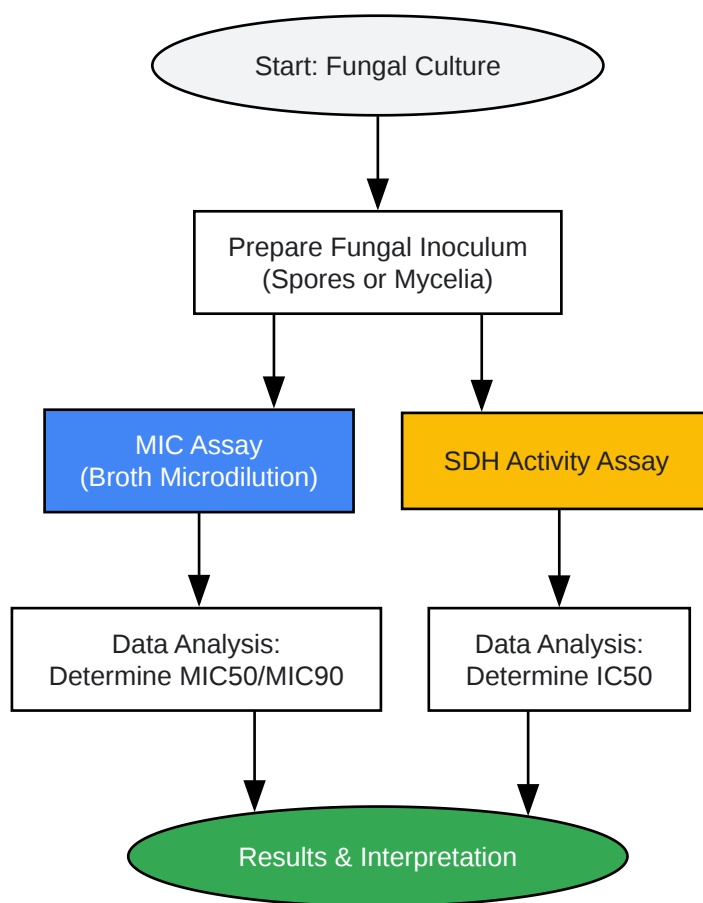 Start: Fungal Culture
Prepare Fungal Inoculum
(Spores or Mycelia)
MIC Assay
(Broth Microdilution)
SDH Activity Assay
Data Analysis:
Determine MIC50/MIC90
Data Analysis:
Determine IC50
Results & Interpretation